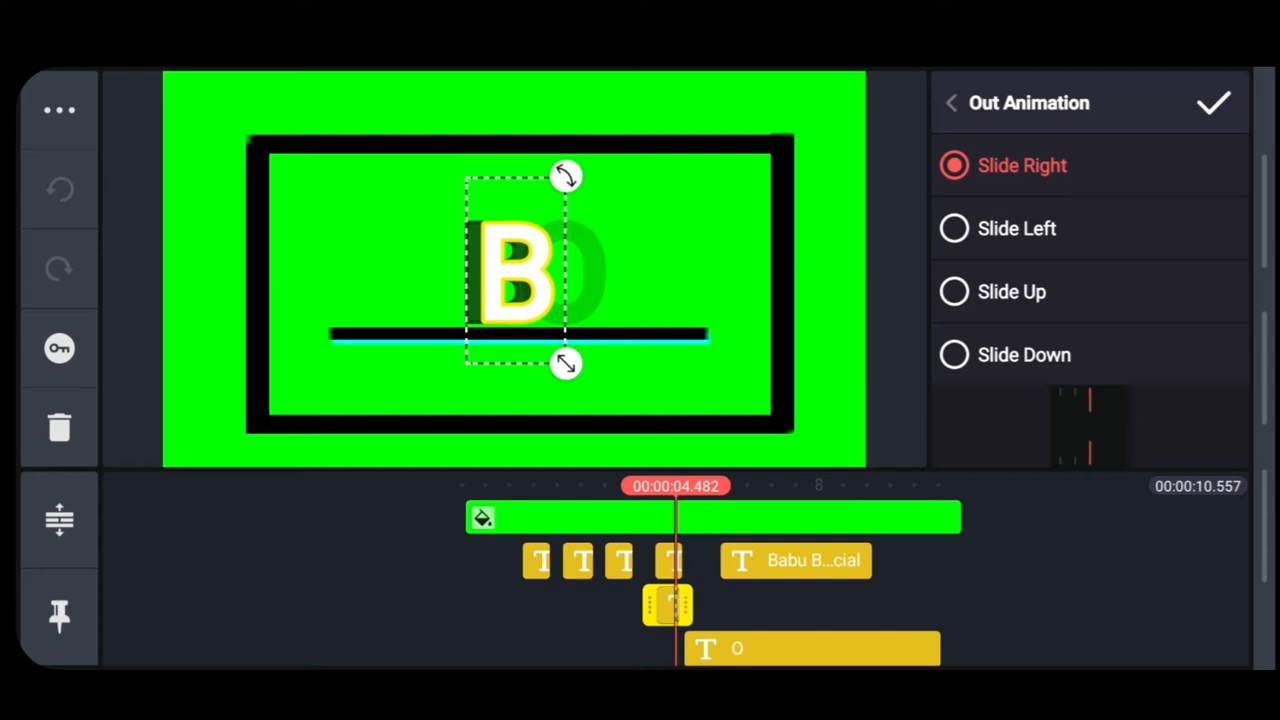 Out Animation
Slide Right
B
O
Slide Left
Slide Up
Slide Down
00:00:04.482
8
00:00:10.557
T
T
T
T
T Babu B...cial
T
T O